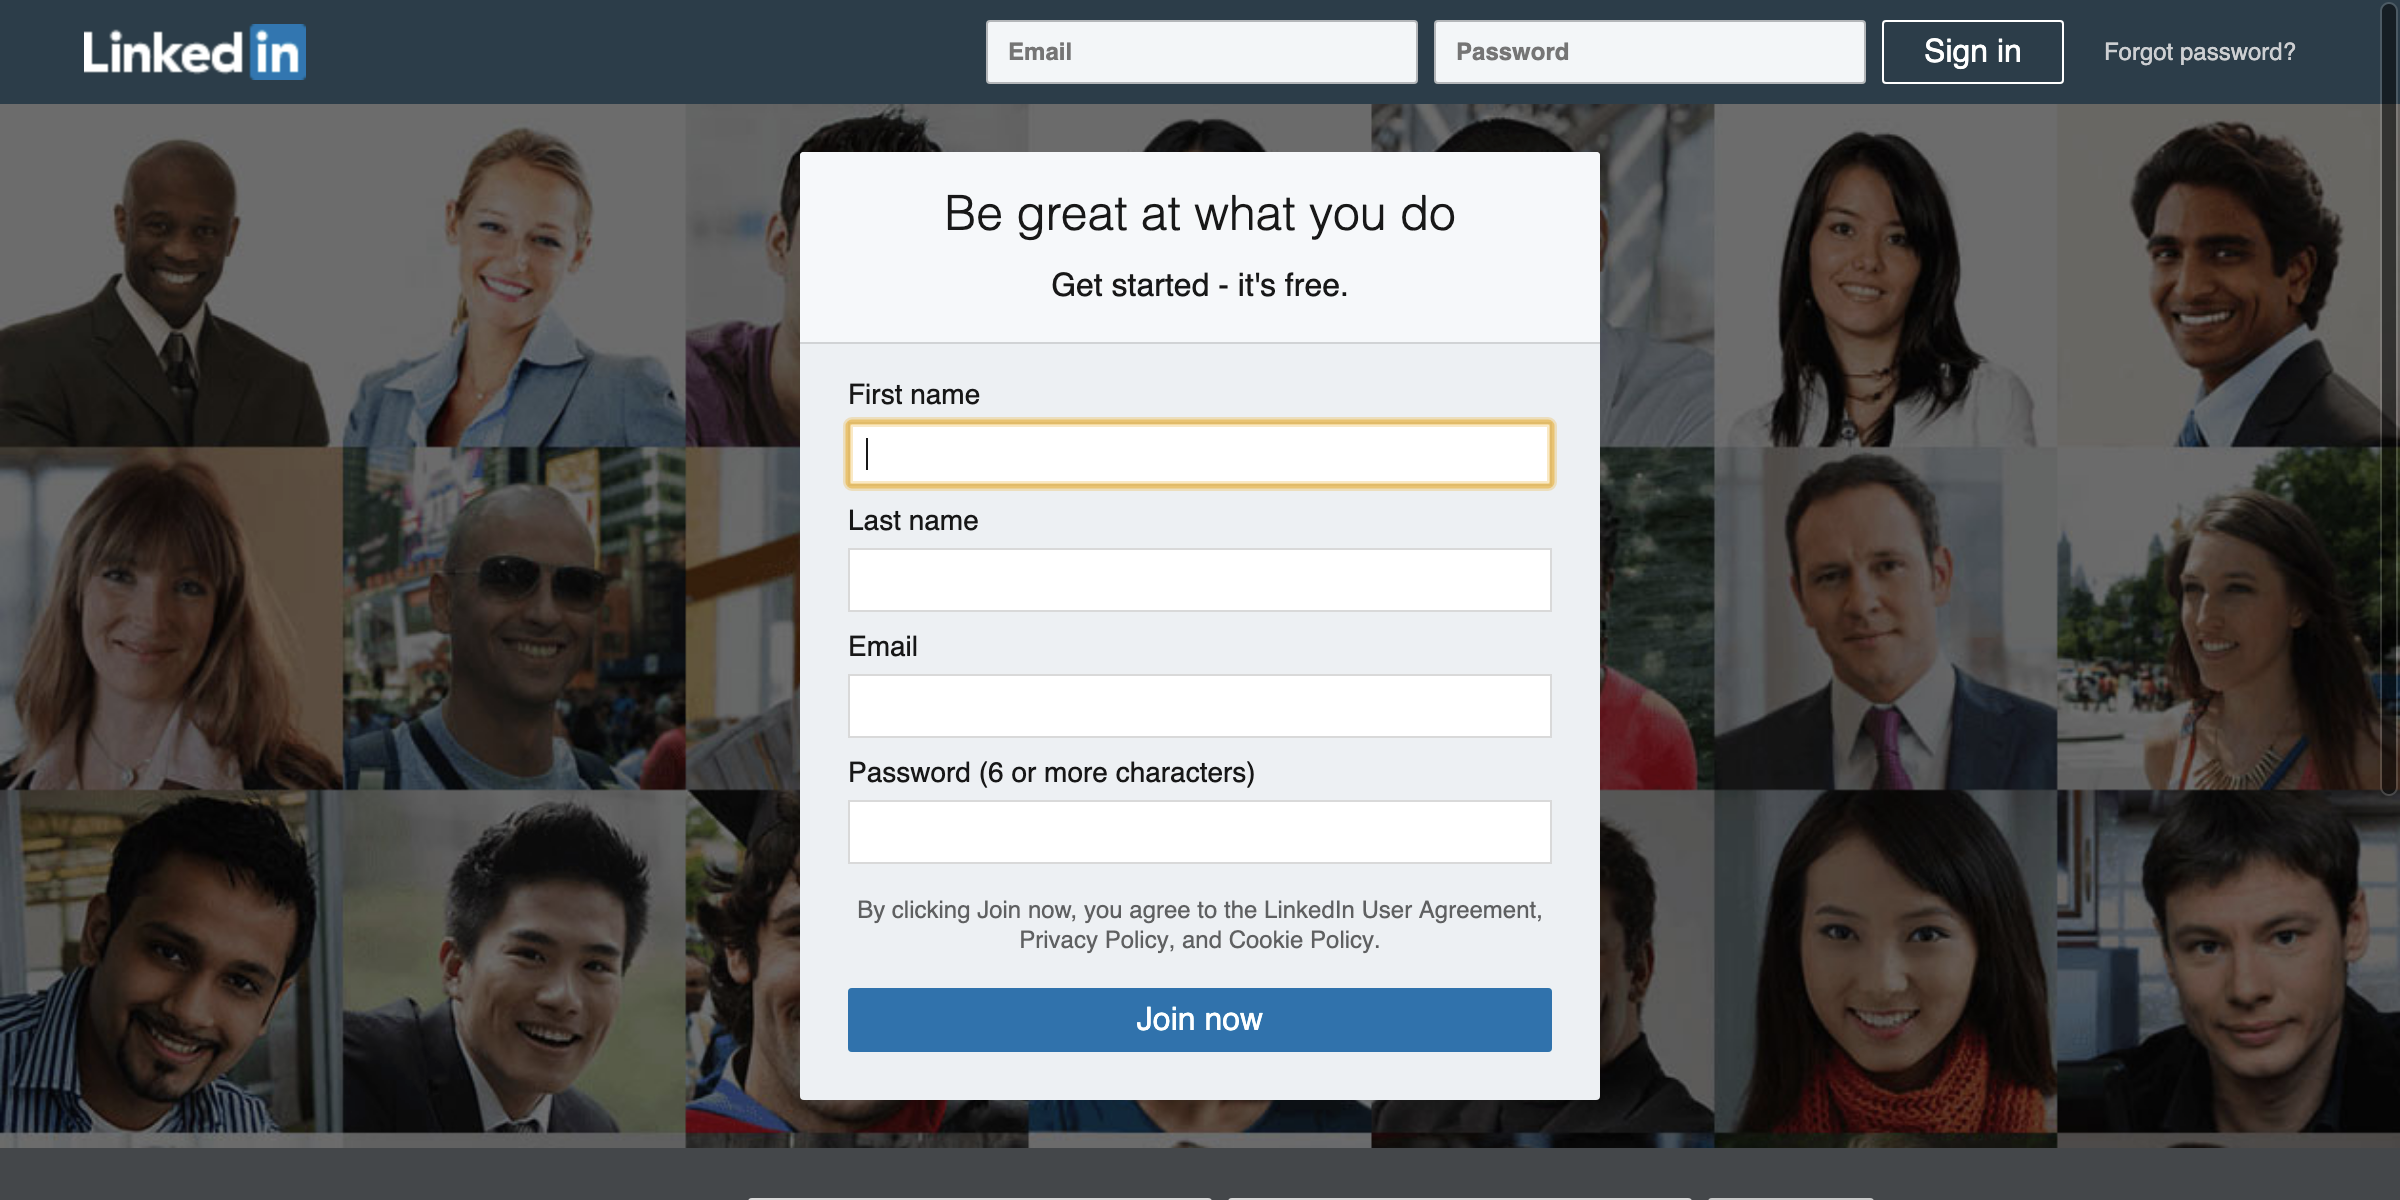 Linked in
Email
Password
Sign in
Forgot password?
Be great at what you do
Get started - it's free.
First name
Last name
Email
Password (6 or more characters)
By clicking Join now, you agree to the LinkedIn User Agreement,
Privacy Policy, and Cookie Policy.
Join now